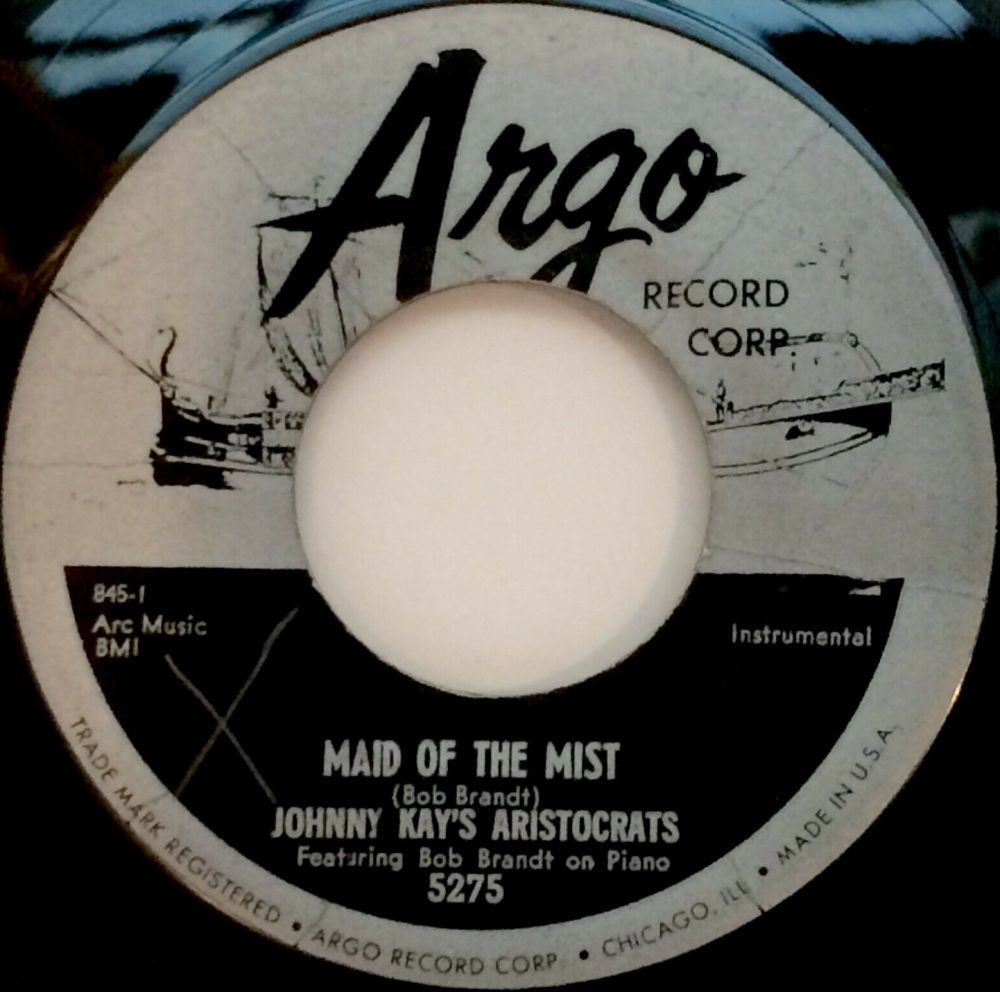 Argo
RECORD
CORP.
845-1
Arc Music
BMI
Instrumental
MAID OF THE MIST
(Bob Brandt)
JOHNNY KAY'S ARISTOCRATS
Featuring Bob Brandt on Piano
5275
TRADE MARK REGISTERED • ARGO RECORD CORP. • CHICAGO, ILL. • MADE IN U.S.A.